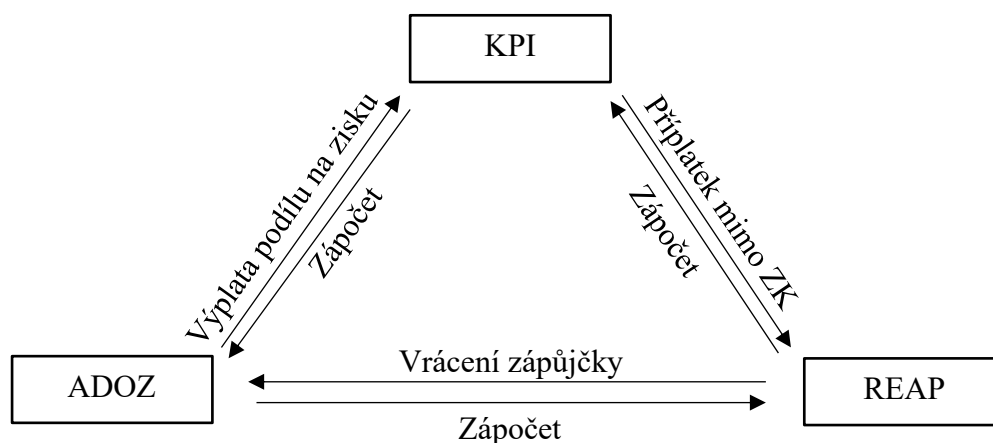 KPI
Výplata podílu na zisku
Zápočet
Zápočet
Příplatek mimo ZK
ADOZ
Vrácení zápůjčky
Zápočet
REAP